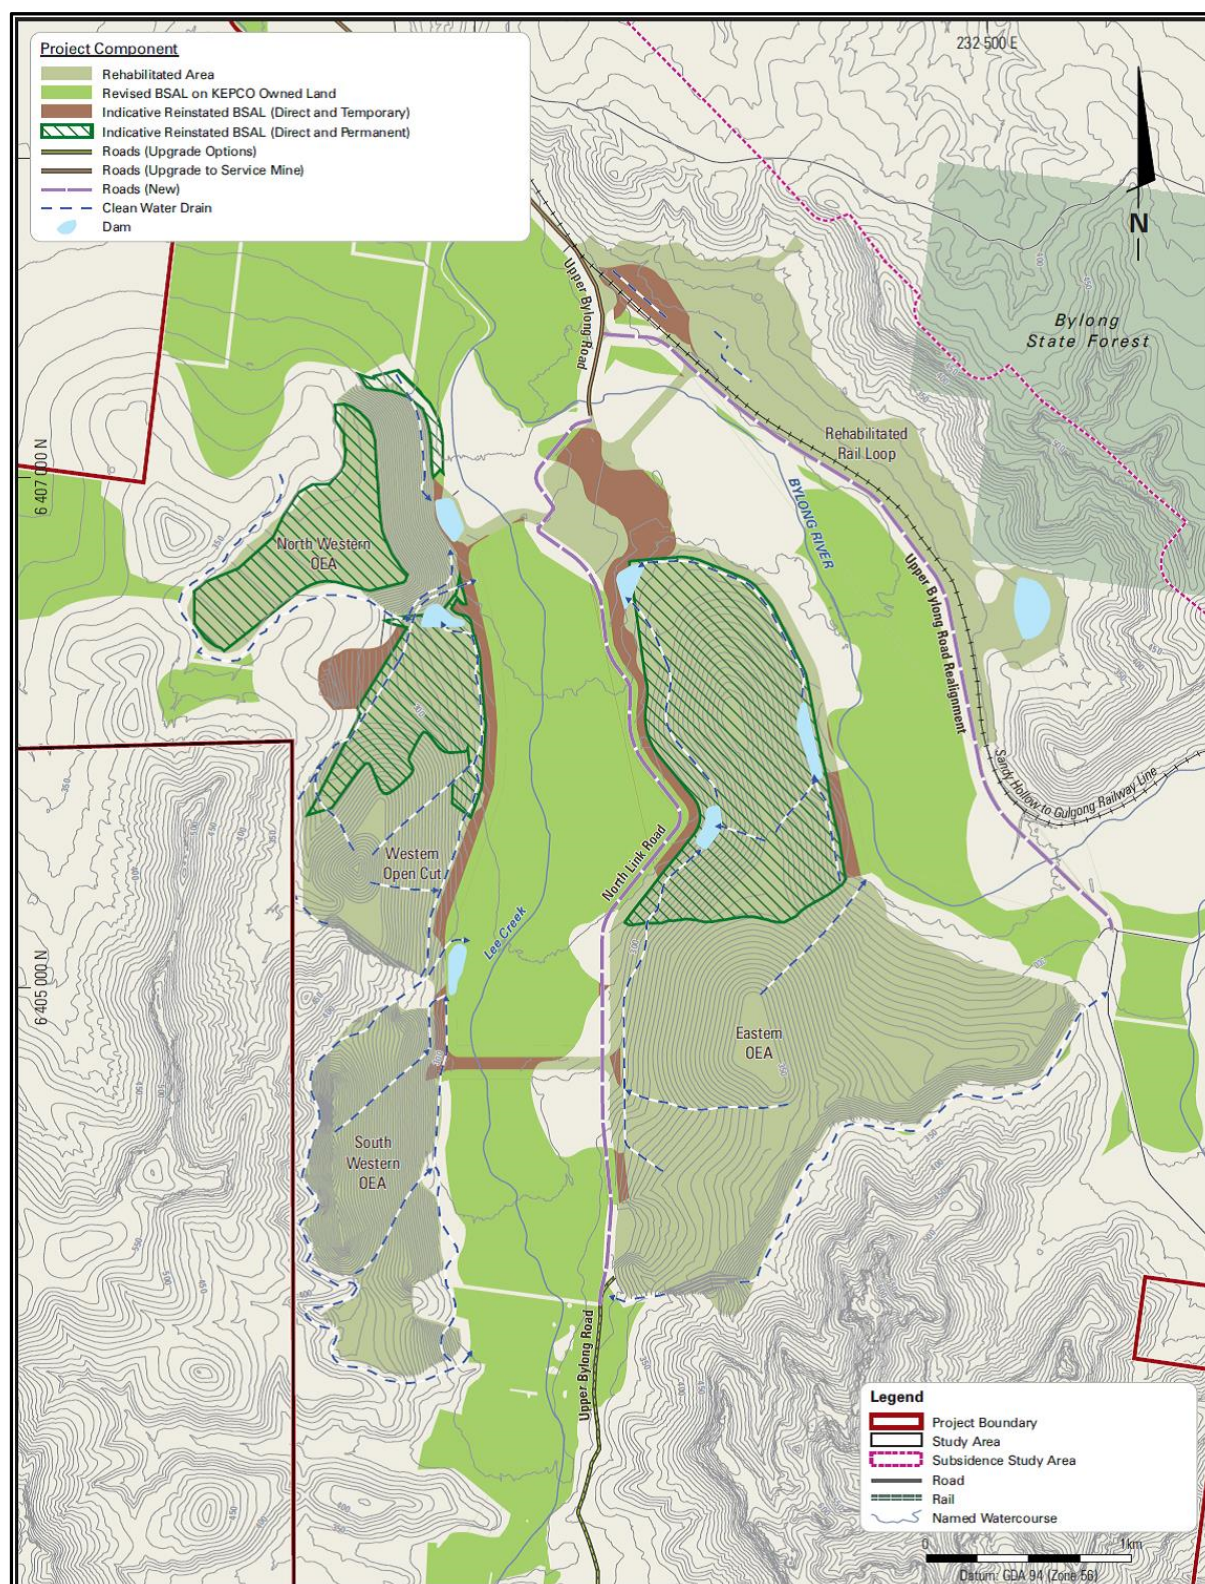 Project Component
Rehabilitated Area
Revised BSAL on KEPCO Owned Land
Indicative Reinstated BSAL (Direct and Temporary)
Indicative Reinstated BSAL (Direct and Permanent)
Roads (Upgrade Options)
Roads (Upgrade to Service Mine)
Roads (New)
Clean Water Drain
Dam
232 500 E
N
Bylong
State Forest
Upper Bylong Road
Rehabilitated
Rail Loop
6 407 000 N
BYLONG RIVER
North Western
OEA
Upper Bylong Road Realignment
Sandy Hollow to Gulgong Railway Line
North Link Road
Western
Open Cut
Lee Creek
6 405 000 N
Eastern
OEA
South
Western
OEA
Upper Bylong Road
Legend
Project Boundary
Study Area
Subsidence Study Area
Road
Rail
Named Watercourse
0
1km
Datum: GDA 94 (Zone 56)